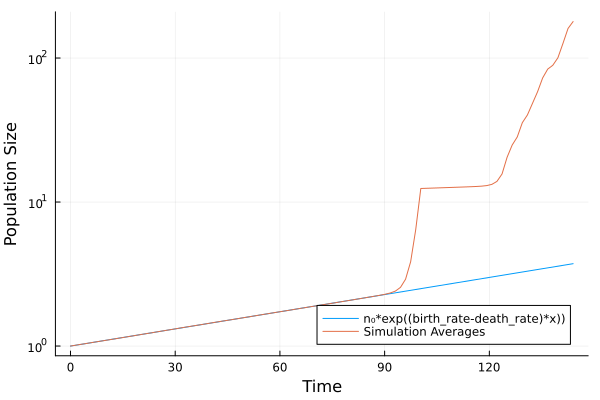 Population Size
10²
10¹
10⁰
0 30 60 90 120
Time
n₀*exp((birth_rate-death_rate)*x))
Simulation Averages